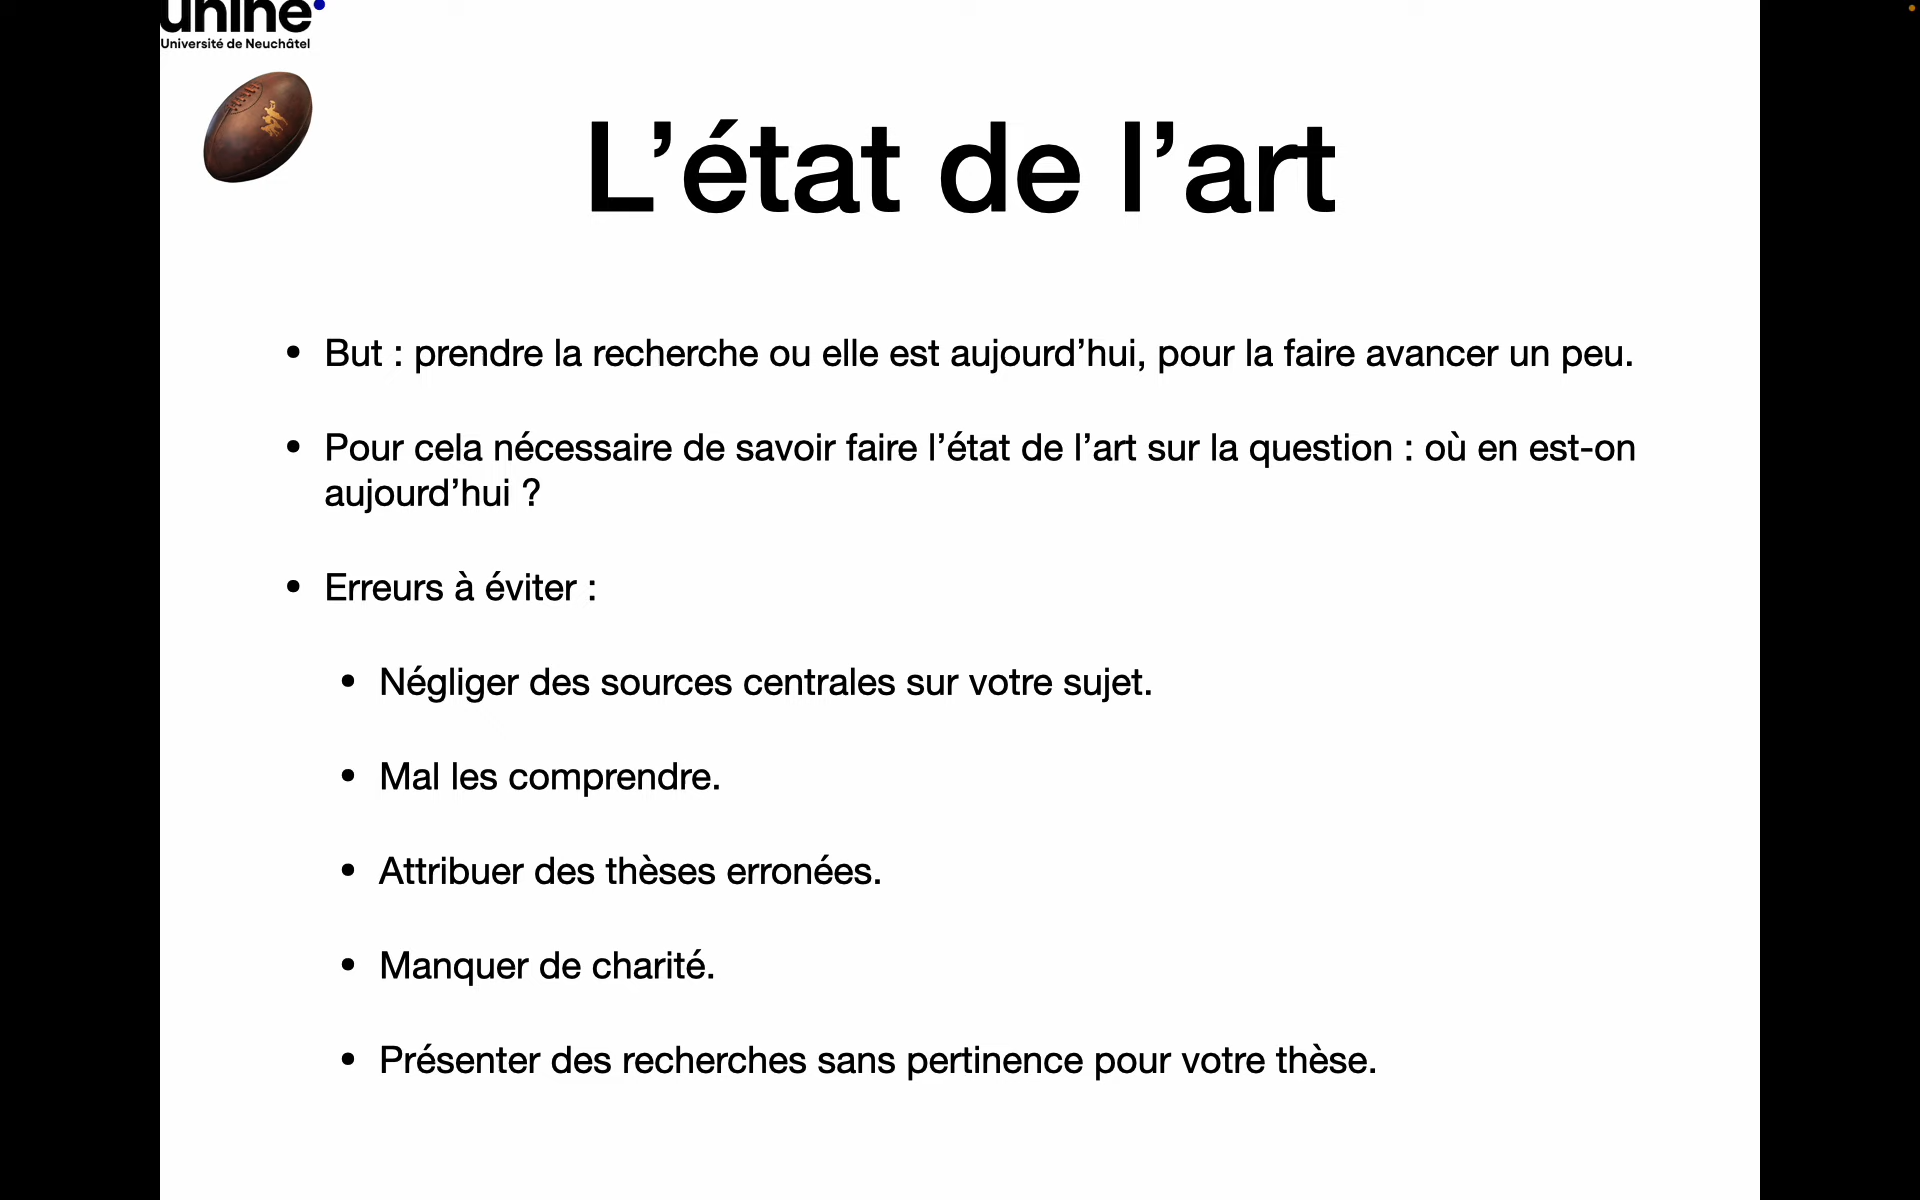 unine
Université de Neuchâtel
L’état de l’art
• But : prendre la recherche ou elle est aujourd’hui, pour la faire avancer un peu.
• Pour cela nécessaire de savoir faire l’état de l’art sur la question : où en est-on
aujourd’hui ?
• Erreurs à éviter :
• Négliger des sources centrales sur votre sujet.
• Mal les comprendre.
• Attribuer des thèses erronées.
• Manquer de charité.
• Présenter des recherches sans pertinence pour votre thèse.